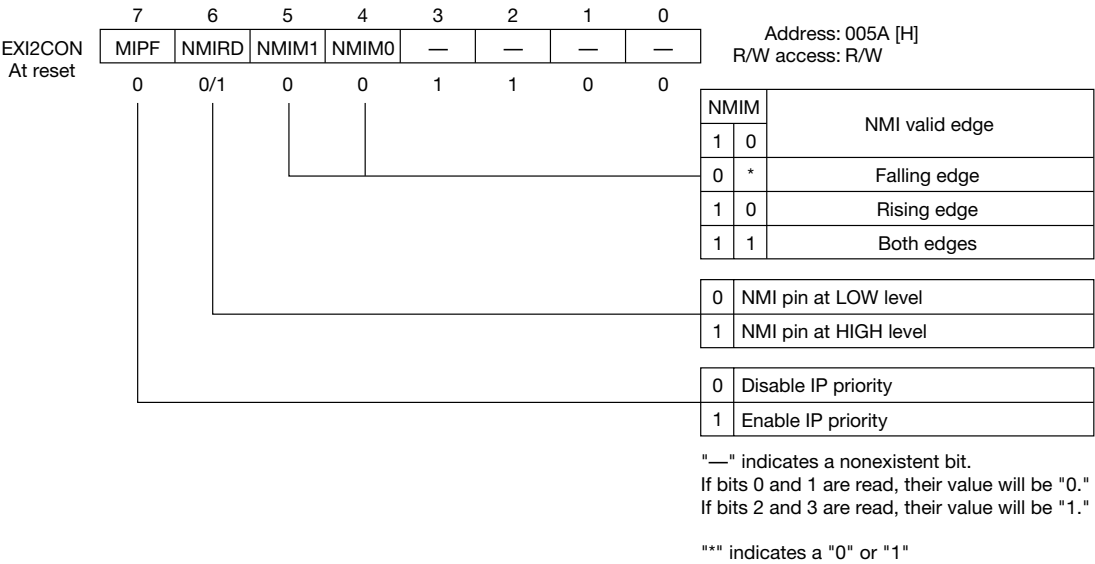 7 6 5 4 3 2 1 0
EXI2CON MIPF NMIRD NMIM1 NMIM0 — — — —
At reset 0 0/1 0 0 1 1 0 0
Address: 005A [H]
R/W access: R/W
NMIM NMI valid edge
1 0
0 * Falling edge
1 0 Rising edge
1 1 Both edges
0 NMI pin at LOW level
1 NMI pin at HIGH level
0 Disable IP priority
1 Enable IP priority
"—" indicates a nonexistent bit.
If bits 0 and 1 are read, their value will be "0."
If bits 2 and 3 are read, their value will be "1."
"*" indicates a "0" or "1"